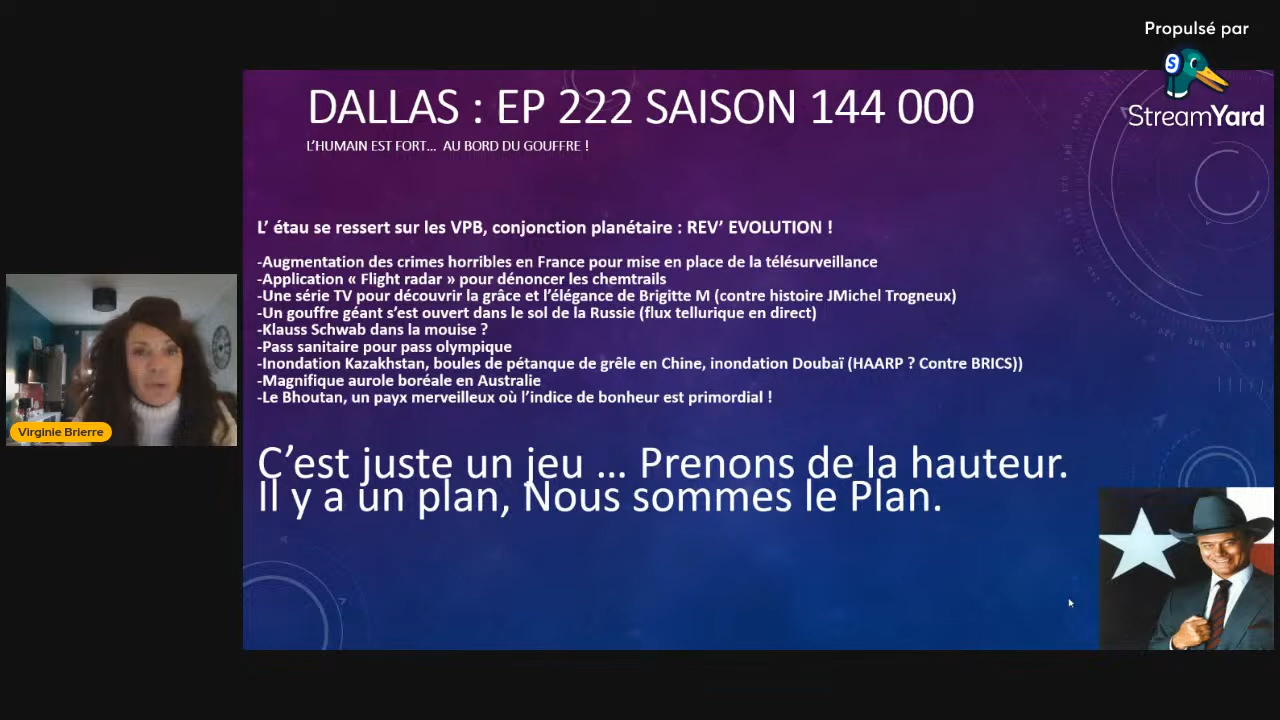 Propulsé par
StreamYard
DALLAS : EP 222 SAISON 144 000
L'HUMAIN EST FORT... AU BORD DU GOUFFRE !
L' étau se ressert sur les VPB, conjonction planétaire : REV' EVOLUTION !
-Augmentation des crimes horribles en France pour mise en place de la télésurveillance
-Application « Flight radar » pour dénoncer les chemtrails
-Une série TV pour découvrir la grâce et l'élégance de Brigitte M (contre histoire JMichel Trogneux)
-Un gouffre géant s'est ouvert dans le sol de la Russie (flux tellurique en direct)
-Klauss Schwab dans la mouise ?
-Pass sanitaire pour pass olympique
-Inondation Kazakhstan, boules de pétanque de grêle en Chine, inondation Doubaï (HAARP ? Contre BRICS))
-Magnifique aurole boréale en Australie
-Le Bhoutan, un payx merveilleux où l'indice de bonheur est primordial !
C'est juste un jeu ... Prenons de la hauteur.
Il y a un plan, Nous sommes le Plan.
Virginie Brierre